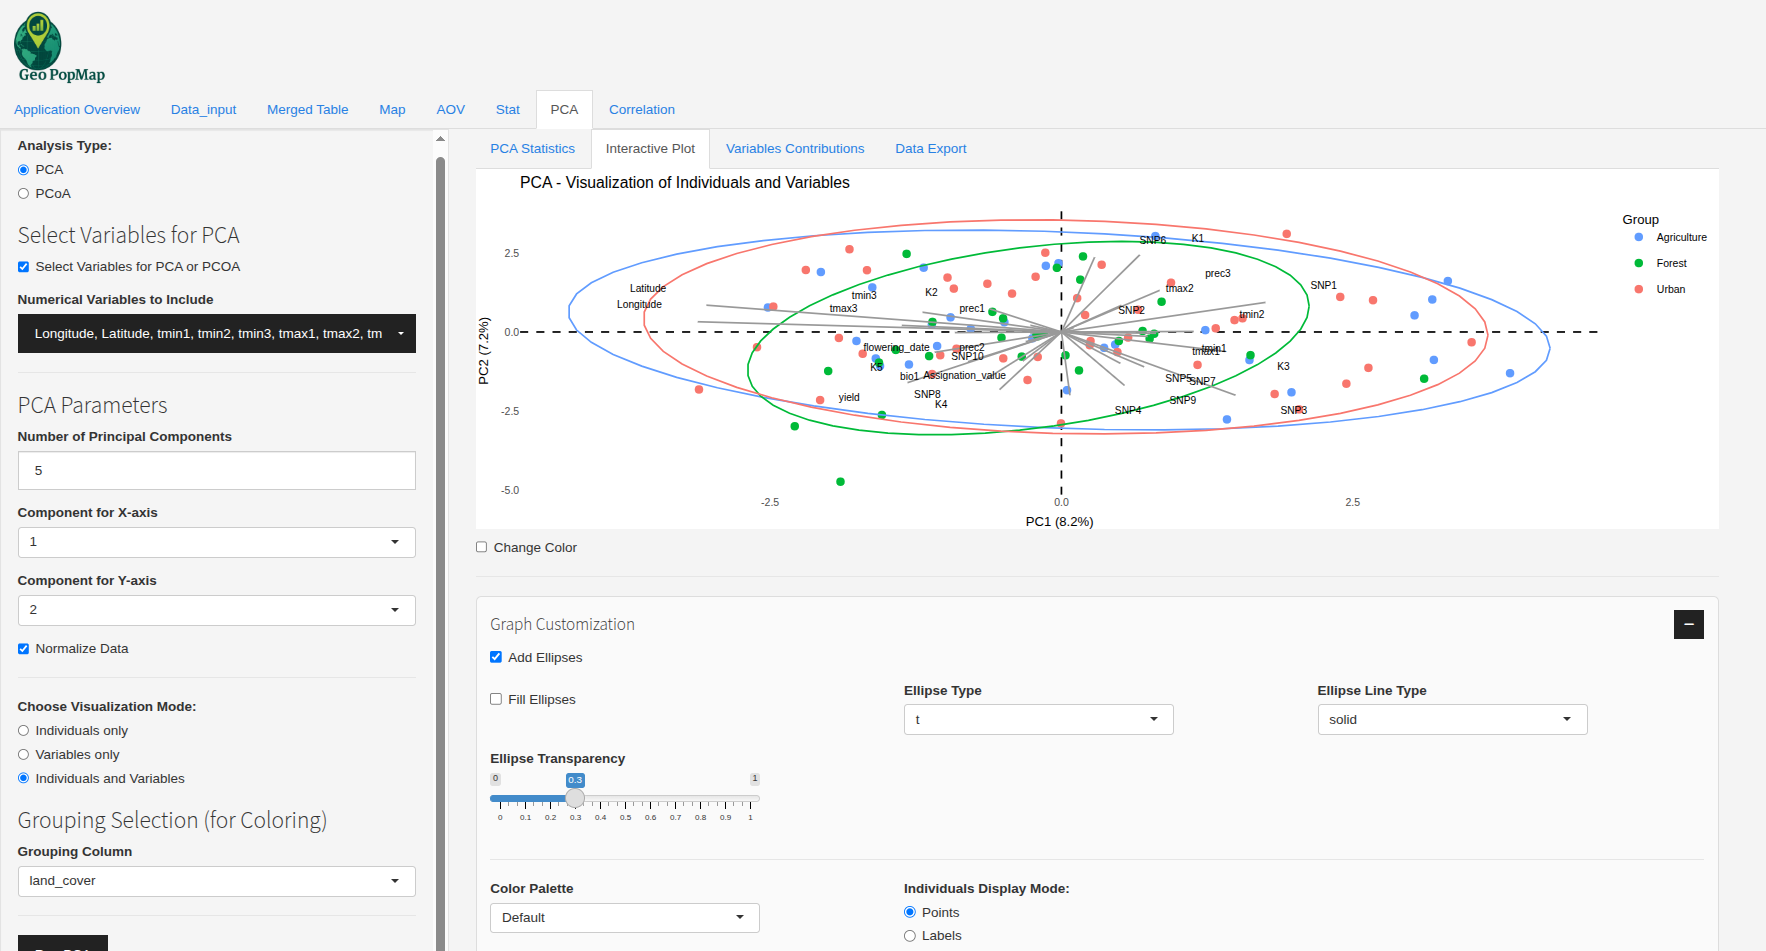 Geo PopMap
Application Overview
Data_input
Merged Table
Map
AOV
Stat
PCA
Correlation
Analysis Type:
PCA
PCoA
Select Variables for PCA
Select Variables for PCA or PCOA
Numerical Variables to Include
Longitude, Latitude, tmin1, tmin2, tmin3, tmax1, tmax2, tm
PCA Parameters
Number of Principal Components
5
Component for X-axis
1
Component for Y-axis
2
Normalize Data
Choose Visualization Mode:
Individuals only
Variables only
Individuals and Variables
Grouping Selection (for Coloring)
Grouping Column
land_cover
PCA Statistics
Interactive Plot
Variables Contributions
Data Export
PCA - Visualization of Individuals and Variables
PC2 (7.2%)
2.5
0.0
-2.5
-5.0
SNP6
K1
prec3
Latitude
tmin3
K2
tmax2
SNP1
Longitude
tmax3
prec1
SNP2
tmin2
flowering_date
prec2
tmin1
tmax1
SNP10
K5
K3
bio1
Assignation_value
SNP5
SNP7
yield
SNP8
K4
SNP9
SNP4
SNP3
-2.5
0.0
2.5
PC1 (8.2%)
Group
Agriculture
Forest
Urban
Change Color
Graph Customization
−
Add Ellipses
Fill Ellipses
Ellipse Type
t
Ellipse Line Type
solid
Ellipse Transparency
0
0.3
1
0 0.1 0.2 0.3 0.4 0.5 0.6 0.7 0.8 0.9 1
Color Palette
Default
Individuals Display Mode:
Points
Labels